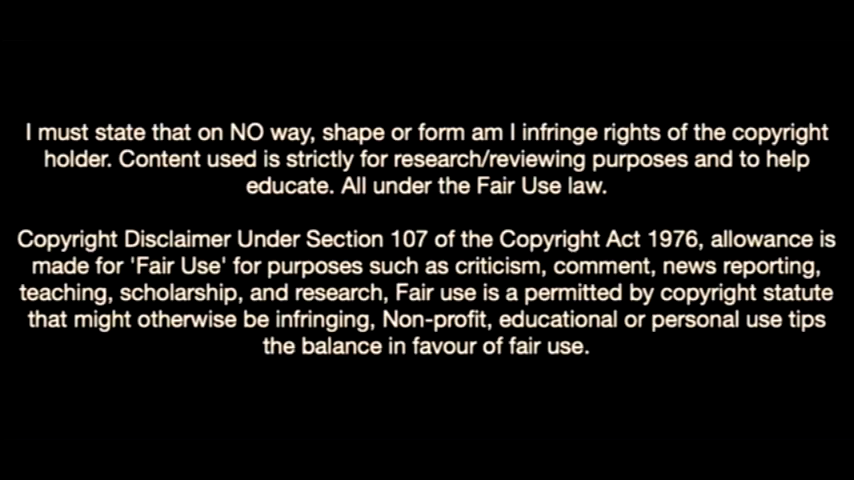 I must state that on NO way, shape or form am I infringe rights of the copyright
holder. Content used is strictly for research/reviewing purposes and to help
educate. All under the Fair Use law.
Copyright Disclaimer Under Section 107 of the Copyright Act 1976, allowance is
made for 'Fair Use' for purposes such as criticism, comment, news reporting,
teaching, scholarship, and research, Fair use is a permitted by copyright statute
that might otherwise be infringing, Non-profit, educational or personal use tips
the balance in favour of fair use.